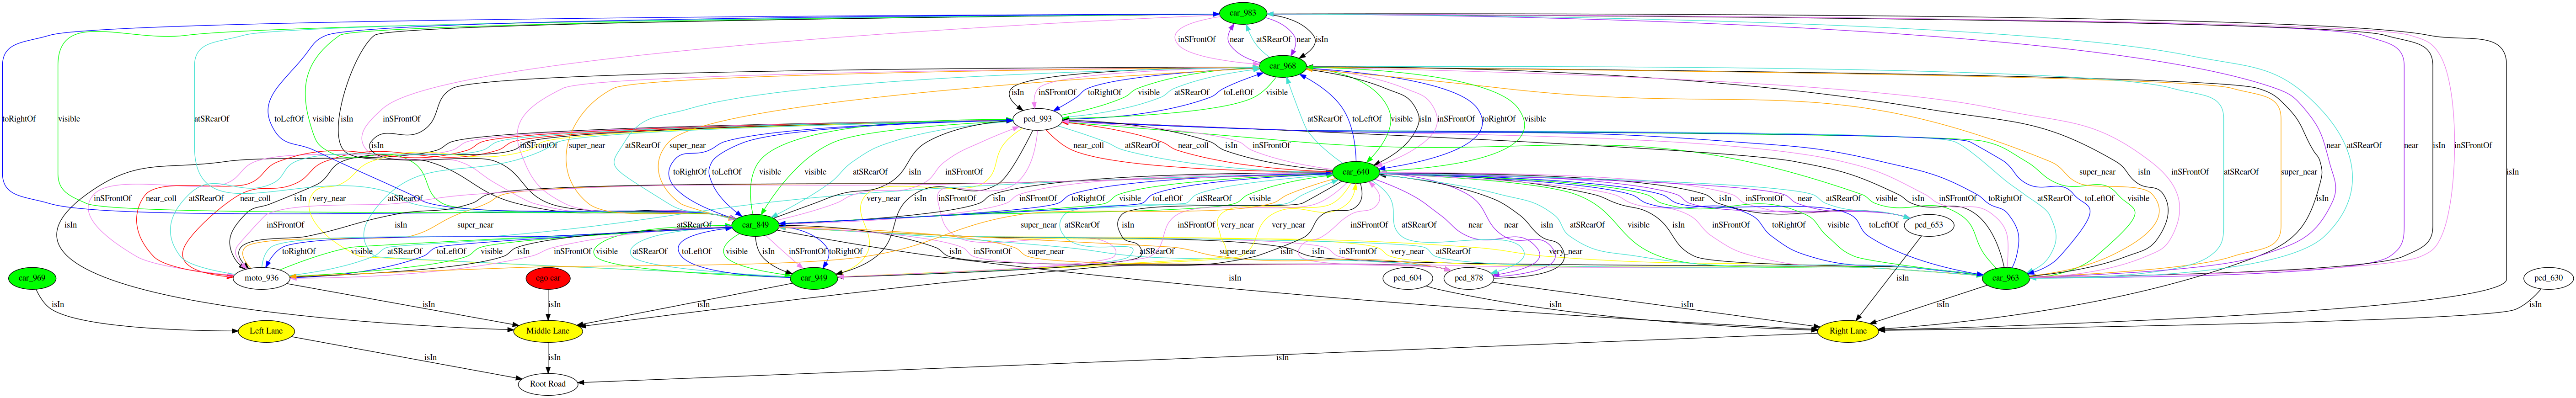 car_983
inSFrontOf near near isIn
car_968
toRightOf visible atSRearOf toLeftOf visible isIn inSFrontOf isIn inSFrontOf toRightOf visible atSRearOf toLeftOf visible atSRearOf toLeftOf visible isIn inSFrontOf toRightOf visible
ped_993
isIn inSFrontOf super_near atSRearOf super_near near_coll atSRearOf near_coll isIn inSFrontOf near atSRearOf near isIn inSFrontOf
car_640
toRightOf toLeftOf visible atSRearOf isIn inSFrontOf super_near isIn inSFrontOf atSRearOf super_near isIn isIn
inSFrontOf near_coll atSRearOf near_coll isIn very_near atSRearOf
very_near inSFrontOf isIn inSFrontOf toRightOf visible toLeftOf atSRearOf visible
near isIn inSFrontOf near atSRearOf visible isIn inSFrontOf toRightOf atSRearOf toLeftOf visible
isIn inSFrontOf isIn super_near atSRearOf
car_849
super_near atSRearOf isIn inSFrontOf very_near very_near inSFrontOf atSRearOf near near atSRearOf visible inSFrontOf toRightOf visible toLeftOf isIn
ped_653
toRightOf visible atSRearOf toLeftOf visible isIn inSFrontOf super_near visible atSRearOf toLeftOf visible isIn inSFrontOf toRightOf
isIn inSFrontOf super_near atSRearOf super_near isIn inSFrontOf very_near atSRearOf very_near
car_969
moto_936
ego car
car_949
ped_604
ped_878
car_963
ped_630
isIn isIn isIn isIn isIn isIn isIn isIn isIn
Left Lane
Middle Lane
Right Lane
isIn isIn isIn
Root Road